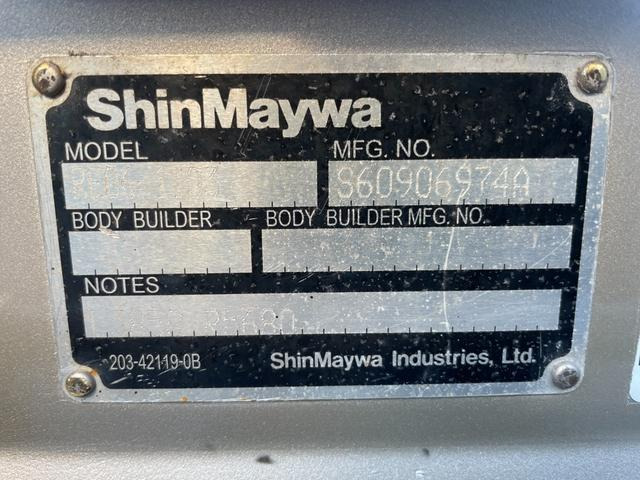 ShinMaywa
MODEL
MFG. NO.
S60906974A
BODY BUILDER
BODY BUILDER MFG. NO.
NOTES
203-42119-0B
ShinMaywa Industries, Ltd.